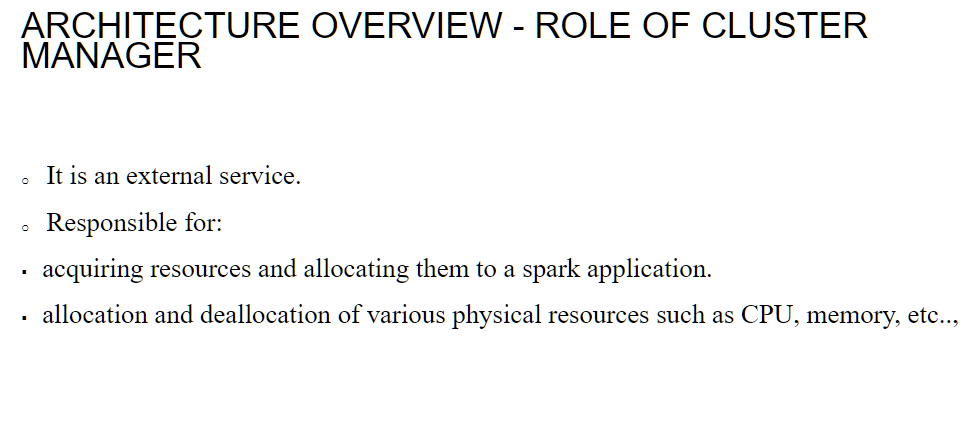 ARCHITECTURE OVERVIEW - ROLE OF CLUSTER
MANAGER
○ It is an external service.
○ Responsible for:
▪ acquiring resources and allocating them to a spark application.
▪ allocation and deallocation of various physical resources such as CPU, memory, etc..,